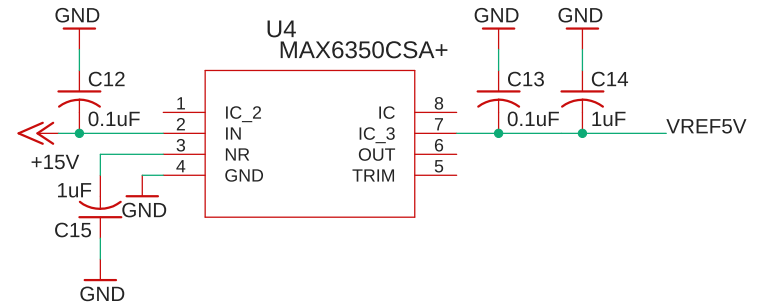 GND
GND
GND
U4
MAX6350CSA+
C12
C13
C14
0.1uF
0.1uF
1uF
1
IC_2
IC
8
2
IN
IC_3
7
VREF5V
3
NR
OUT
6
4
GND
TRIM
5
+15V
1uF
GND
C15
GND